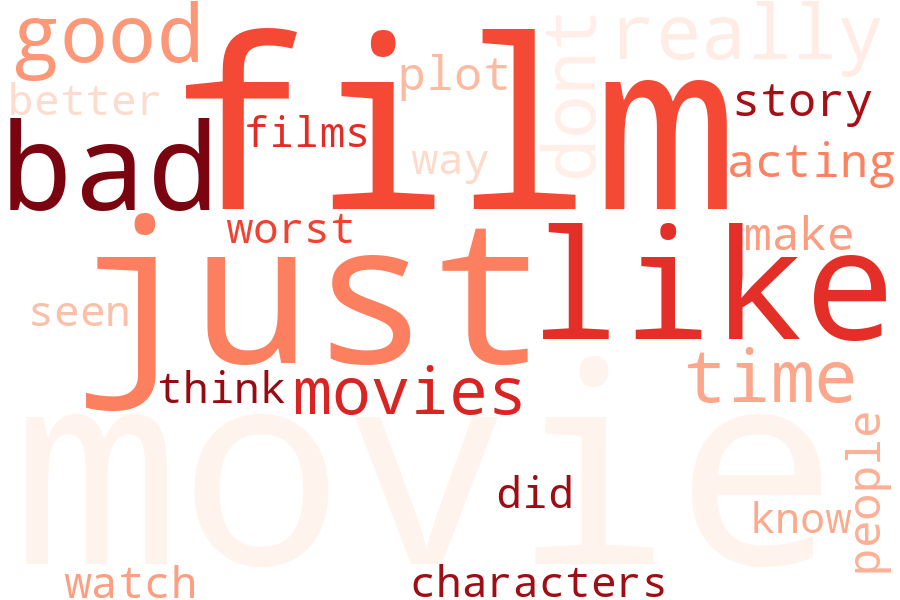 good
film
dont
really
plot
better
story
bad
films
way
acting
worst
just
like
make
seen
time
think
movies
movie
people
did
know
watch
characters